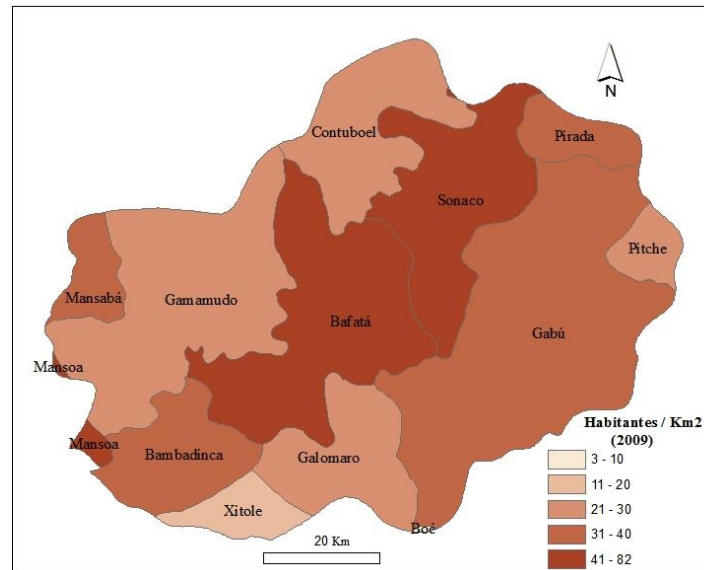 N
Contuboel
Pirada
Sonaco
Pitche
Mansabá
Gamamudo
Bafatá
Gabú
Mansoa
Mansoa
Bambadinca
Galomaro
Xitole
Boé
Habitantes / Km2
(2009)
3 - 10
11 - 20
21 - 30
31 - 40
41 - 82
20 Km